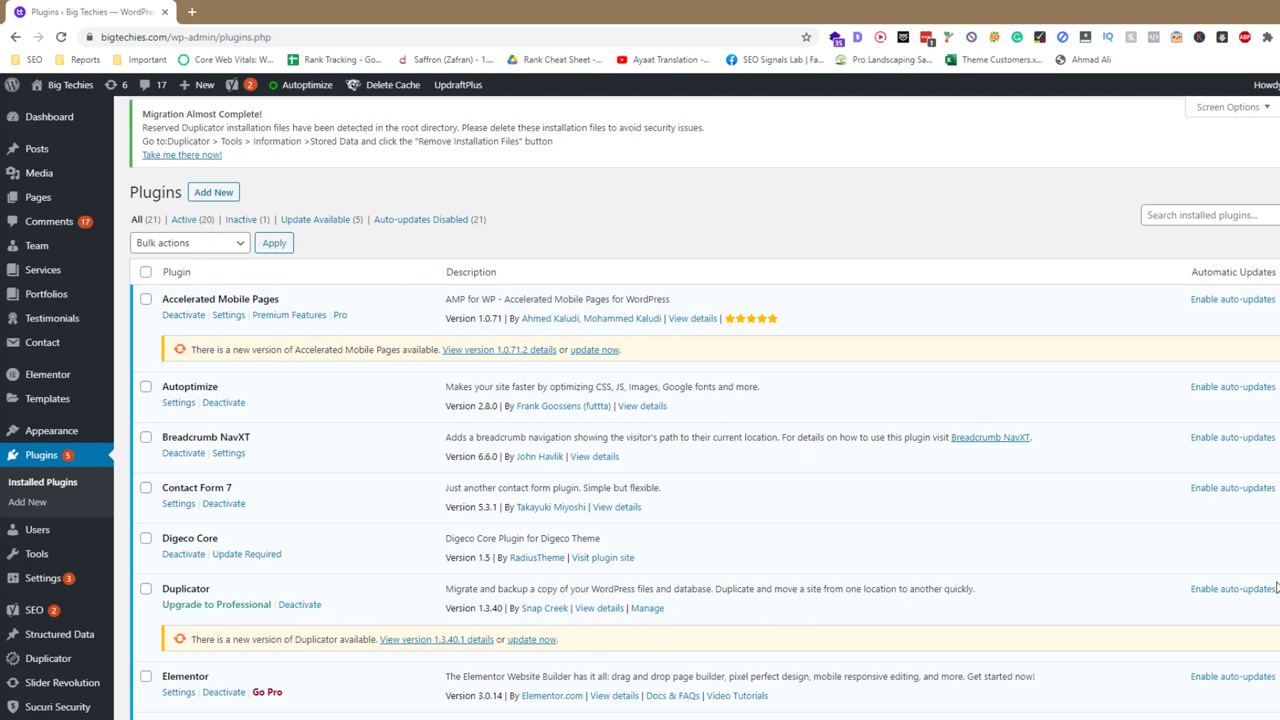 Plugins ‹ Big Techies — WordPre
bigtechies.com/wp-admin/plugins.php
SEO Reports Important Core Web Vitals: W... Rank Tracking - Go... Saffron (Zafran) - 1.... Rank Cheat Sheet - ... Ayaat Translation -... SEO Signals Lab | Fa... Pro Landscaping Sa... Theme Customers.x... Ahmad Ali
Big Techies 6 17 New 2 Autoptimize Delete Cache UpdraftPlus Howdy
Screen Options
Dashboard
Posts
Media
Pages
Comments 17
Team
Services
Portfolios
Testimonials
Contact
Elementor
Templates
Appearance
Plugins 5
Installed Plugins
Add New
Users
Tools
Settings 3
SEO 2
Structured Data
Duplicator
Slider Revolution
Sucuri Security
Migration Almost Complete!
Reserved Duplicator installation files have been detected in the root directory. Please delete these installation files to avoid security issues.
Go to:Duplicator > Tools > Information >Stored Data and click the "Remove Installation Files" button
Take me there now!
Plugins Add New
All (21) | Active (20) | Inactive (1) | Update Available (5) | Auto-updates Disabled (21)
Search installed plugins...
Bulk actions Apply
Plugin Description Automatic Updates
Accelerated Mobile Pages AMP for WP - Accelerated Mobile Pages for WordPress Enable auto-updates
Deactivate | Settings | Premium Features | Pro Version 1.0.71 | By Ahmed Kaludi, Mohammed Kaludi | View details |
There is a new version of Accelerated Mobile Pages available. View version 1.0.71.2 details or update now.
Autoptimize Makes your site faster by optimizing CSS, JS, Images, Google fonts and more. Enable auto-updates
Settings | Deactivate Version 2.8.0 | By Frank Goossens (futtta) | View details
Breadcrumb NavXT Adds a breadcrumb navigation showing the visitor's path to their current location. For details on how to use this plugin visit Breadcrumb NavXT. Enable auto-updates
Deactivate | Settings Version 6.6.0 | By John Havlik | View details
Contact Form 7 Just another contact form plugin. Simple but flexible. Enable auto-updates
Settings | Deactivate Version 5.3.1 | By Takayuki Miyoshi | View details
Digeco Core Digeco Core Plugin for Digeco Theme
Deactivate | Update Required Version 1.5 | By RadiusTheme | Visit plugin site
Duplicator Migrate and backup a copy of your WordPress files and database. Duplicate and move a site from one location to another quickly. Enable auto-updates
Upgrade to Professional | Deactivate Version 1.3.40 | By Snap Creek | View details | Manage
There is a new version of Duplicator available. View version 1.3.40.1 details or update now.
Elementor The Elementor Website Builder has it all: drag and drop page builder, pixel perfect design, mobile responsive editing, and more. Get started now! Enable auto-updates
Settings | Deactivate | Go Pro Version 3.0.14 | By Elementor.com | View details | Docs & FAQs | Video Tutorials